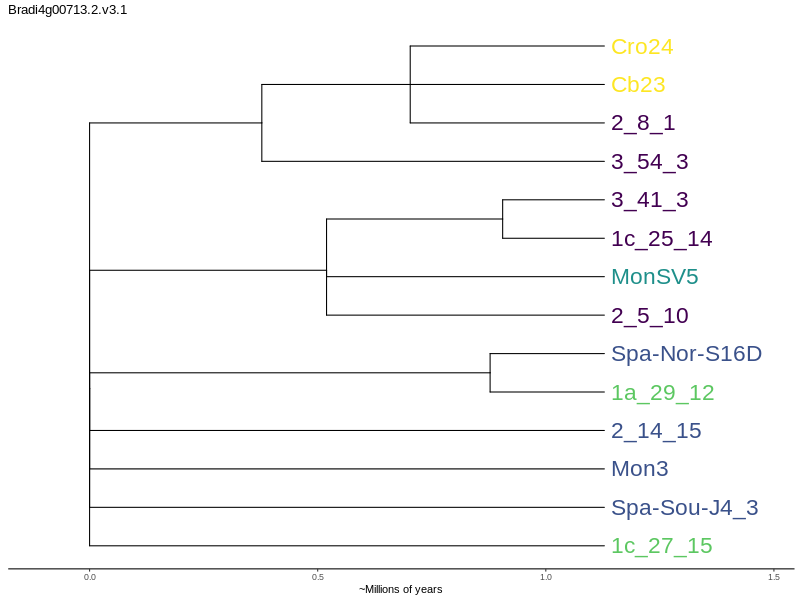 Bradi4g00713.2.v3.1
Cro24
Cb23
2_8_1
3_54_3
3_41_3
1c_25_14
MonSV5
2_5_10
Spa-Nor-S16D
1a_29_12
2_14_15
Mon3
Spa-Sou-J4_3
1c_27_15
0.0 0.5 1.0 1.5
~Millions of years